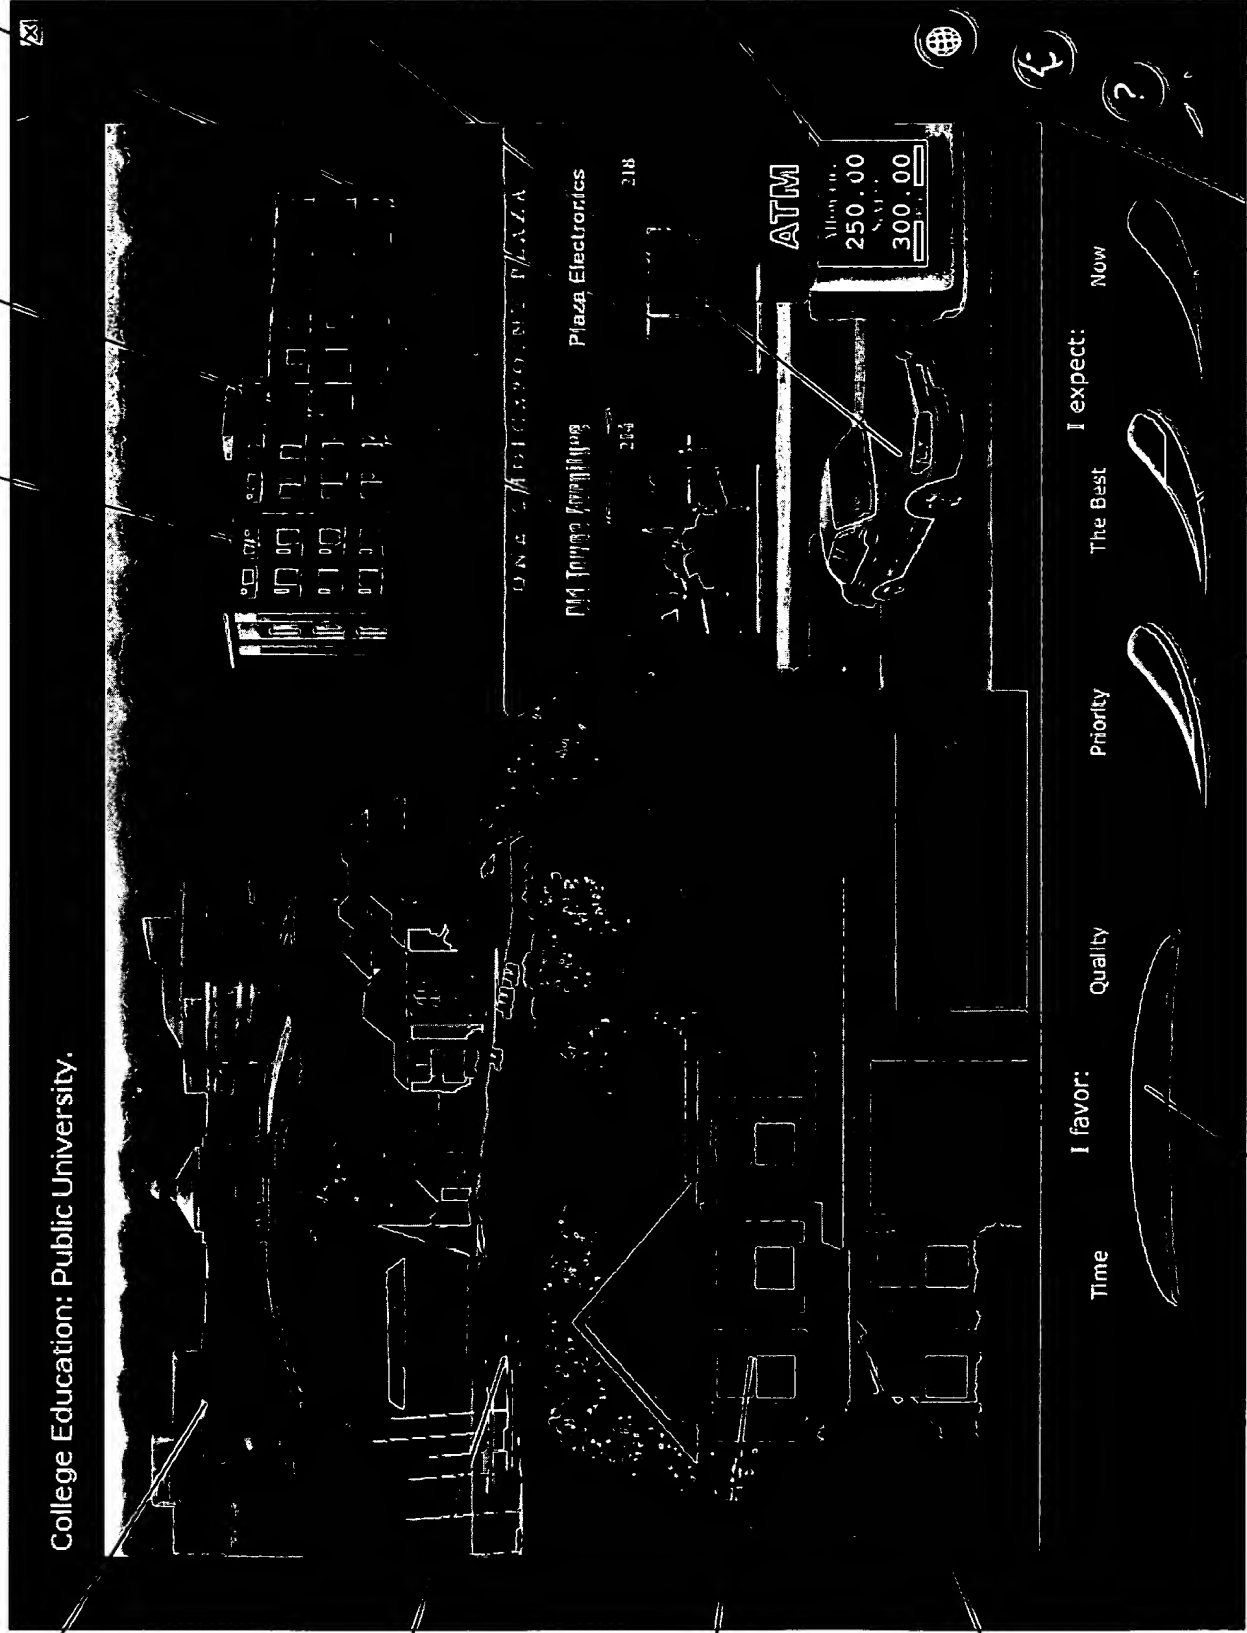 College Education: Public University.
Plaza Electronics
218
214
ATM
250.00
300.00
I favor:
I expect:
Time
Quality
Priority
The Best
Now
?